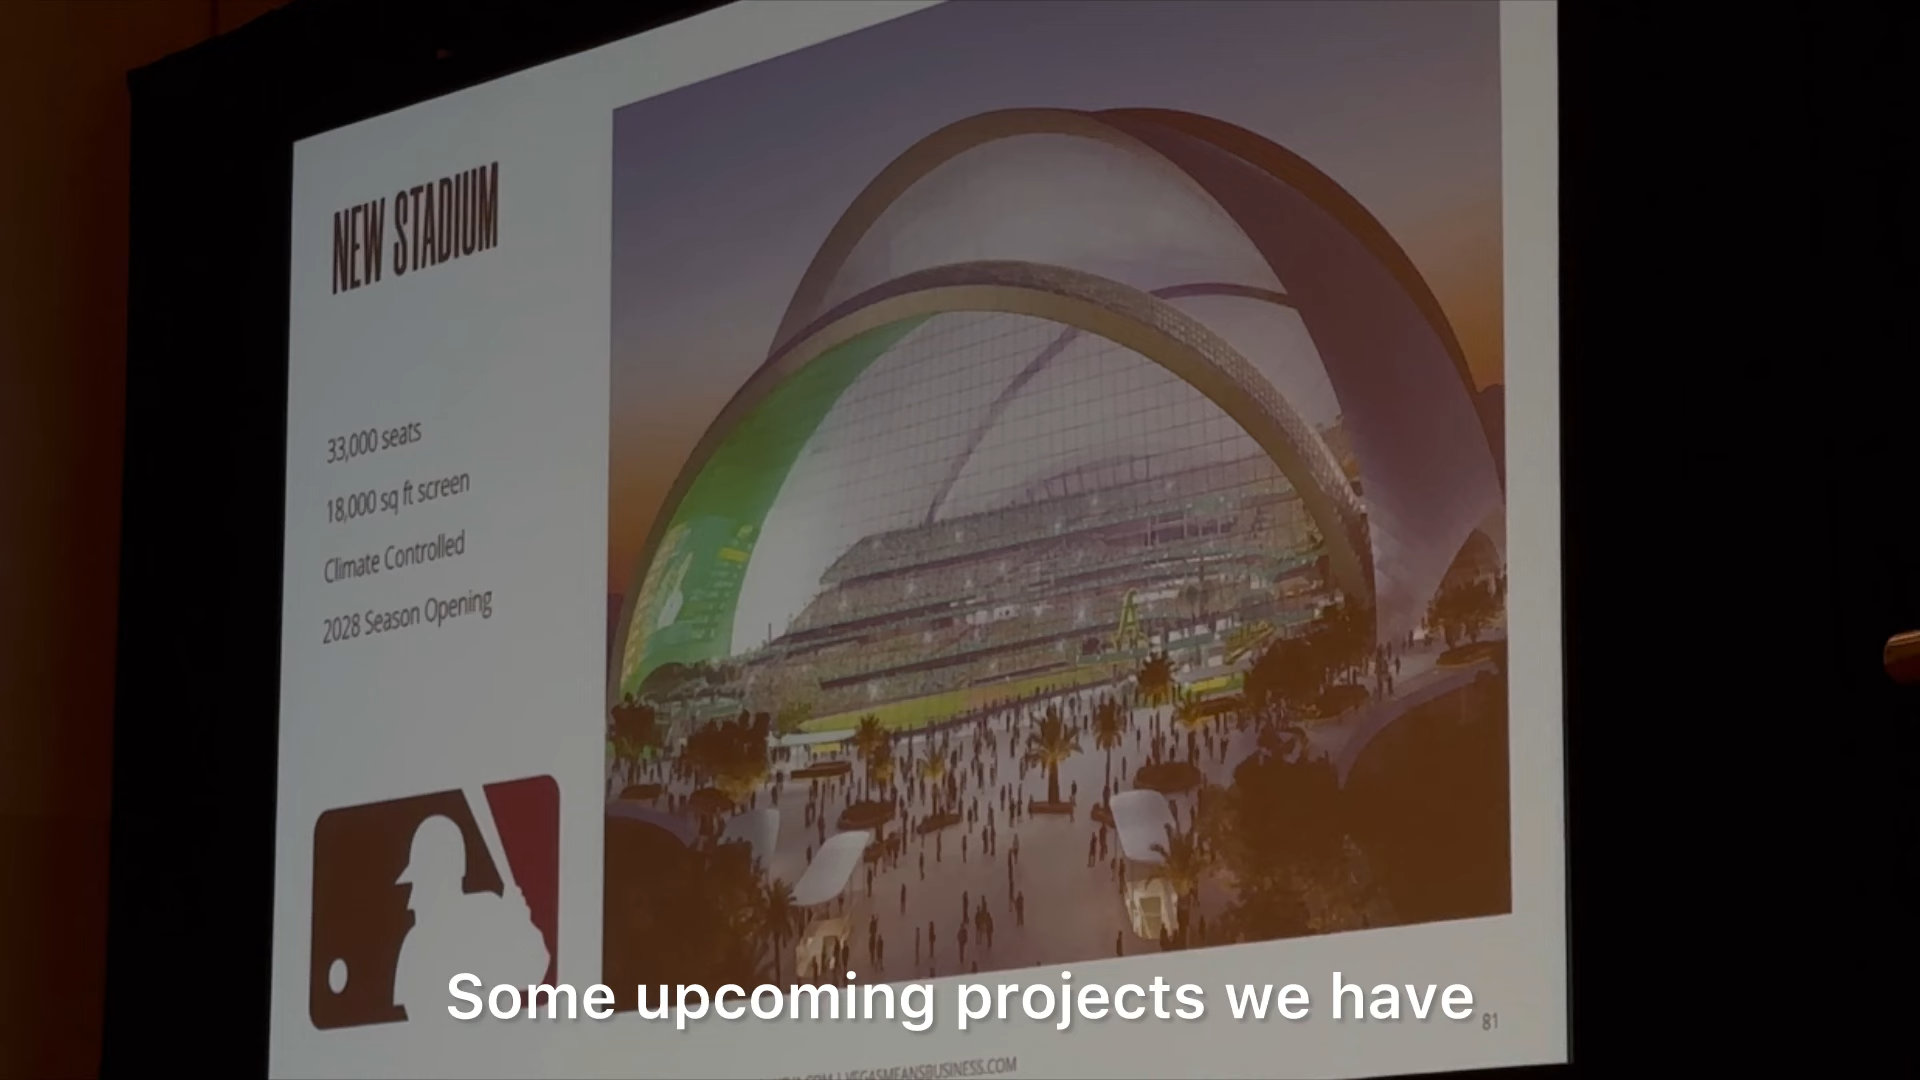 NEW STADIUM
33,000 seats
18,000 sq ft screen
Climate Controlled
2028 Season Opening
Some upcoming projects we have
81
VEGASMEANSBUSINESS.COM